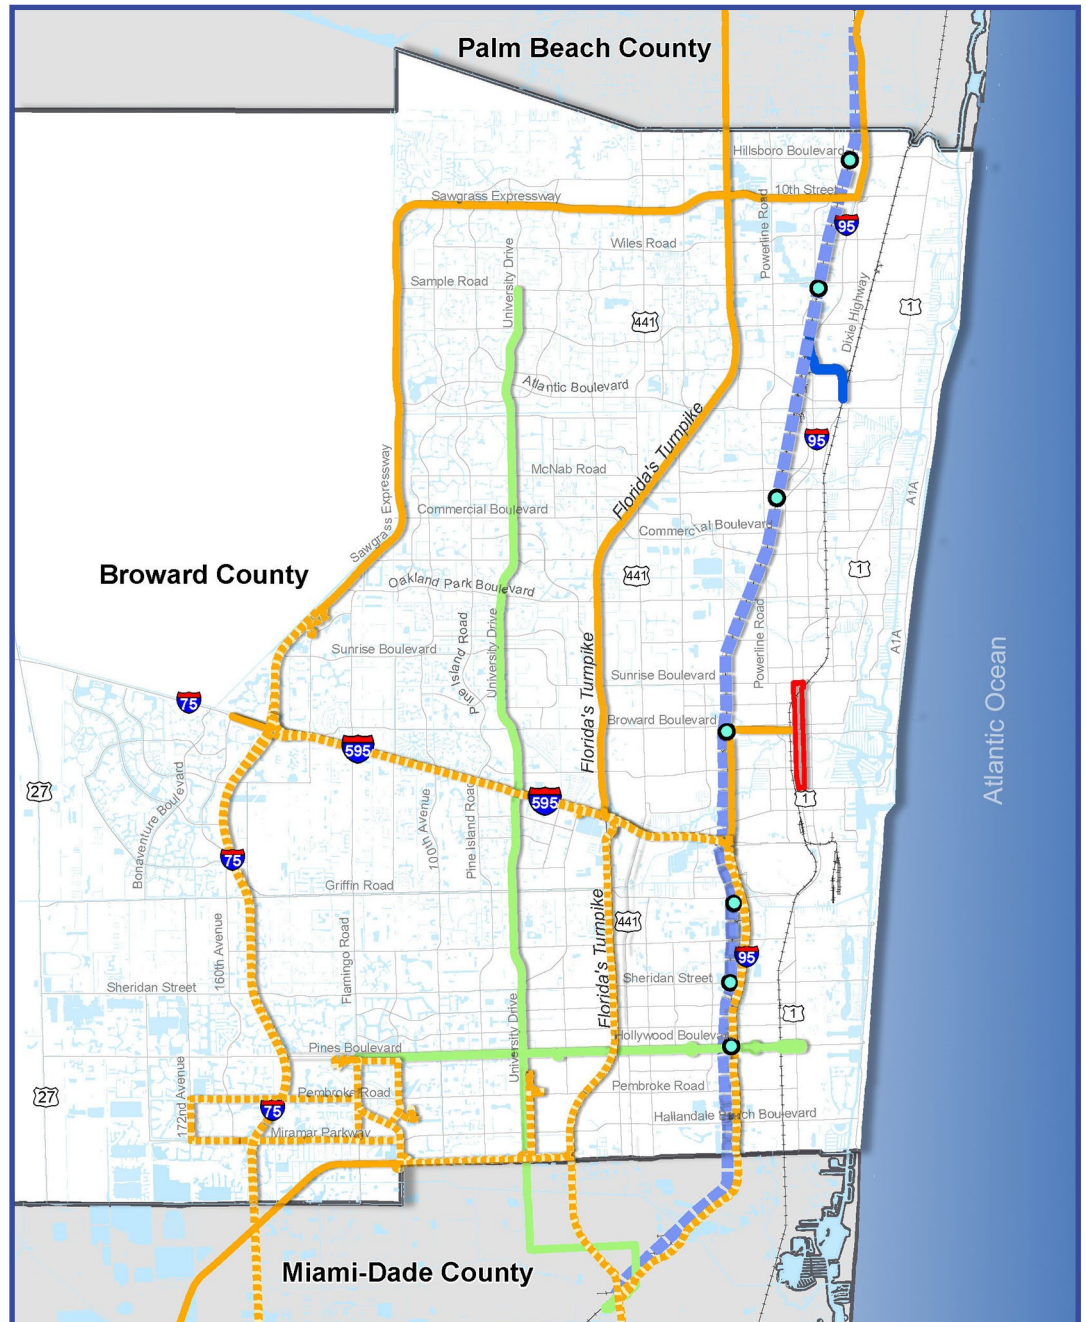 Palm Beach County
Hillsboro Boulevard
10th Street
Sawgrass Expressway
Powerline Road
95
Wiles Road
University Drive
Sample Road
Dixie Highway
1
441
Atlantic Boulevard
Florida's Turnpike
95
McNab Road
Sawgrass Expressway
Commercial Boulevard
A1A
Commercial Boulevard
Broward County
441
1
Oakland Park Boulevard
Pine Island Road
University Drive
Powerline Road
A1A
Sunrise Boulevard
Sunrise Boulevard
Florida's Turnpike
Atlantic Ocean
75
Broward Boulevard
595
27
Bonaventure Boulevard
595
1
100th Avenue
Pine Island Road
75
Griffin Road
441
160th Avenue
Flamingo Road
Florida's Turnpike
95
Sheridan Street
Sheridan Street
1
University Drive
Hollywood Boulevard
Pines Boulevard
27
172nd Avenue
Pembroke Road
Pembroke Road
75
Hallandale Beach Boulevard
Miramar Parkway
Miami-Dade County